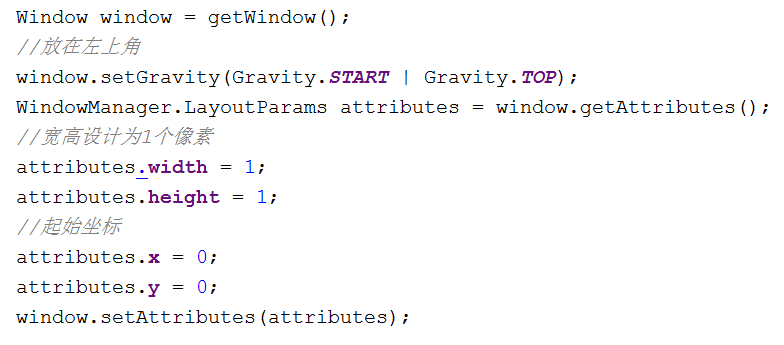 Window window = getWindow();
//放在左上角
window.setGravity(Gravity.START | Gravity.TOP);
WindowManager.LayoutParams attributes = window.getAttributes();
//宽高设计为1个像素
attributes.width = 1;
attributes.height = 1;
//起始坐标
attributes.x = 0;
attributes.y = 0;
window.setAttributes(attributes);